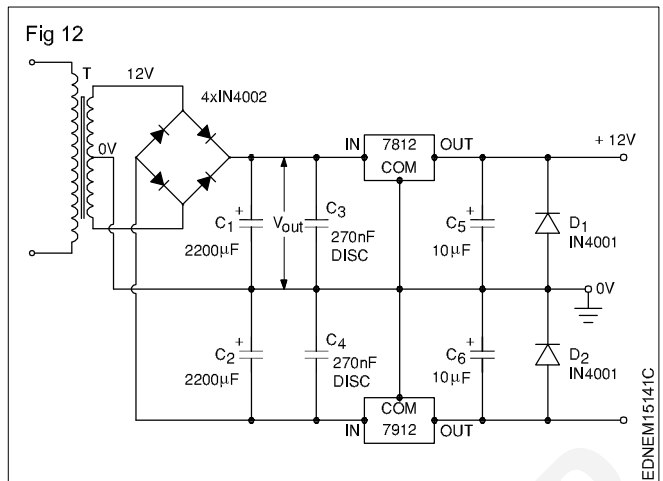 Fig 12
T
12V
4xIN4002
0V
IN
7812
COM
OUT
+ 12V
C1
+
2200µF
Vout
C3
270nF
DISC
+
C5
10µF
D1
IN4001
0V
+
C2
2200µF
C4
270nF
DISC
+
C6
10µF
D2
IN4001
IN
COM
7912
OUT
EDNEM15141C